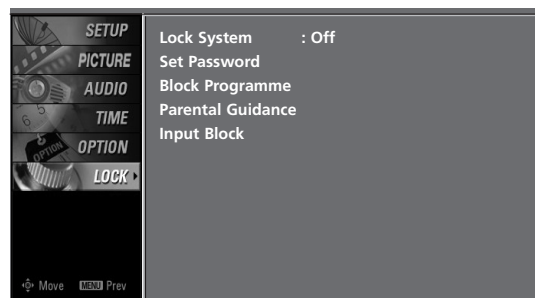 SETUP
PICTURE
AUDIO
TIME
OPTION
LOCK
Move MENU Prev
Lock System : Off
Set Password
Block Programme
Parental Guidance
Input Block